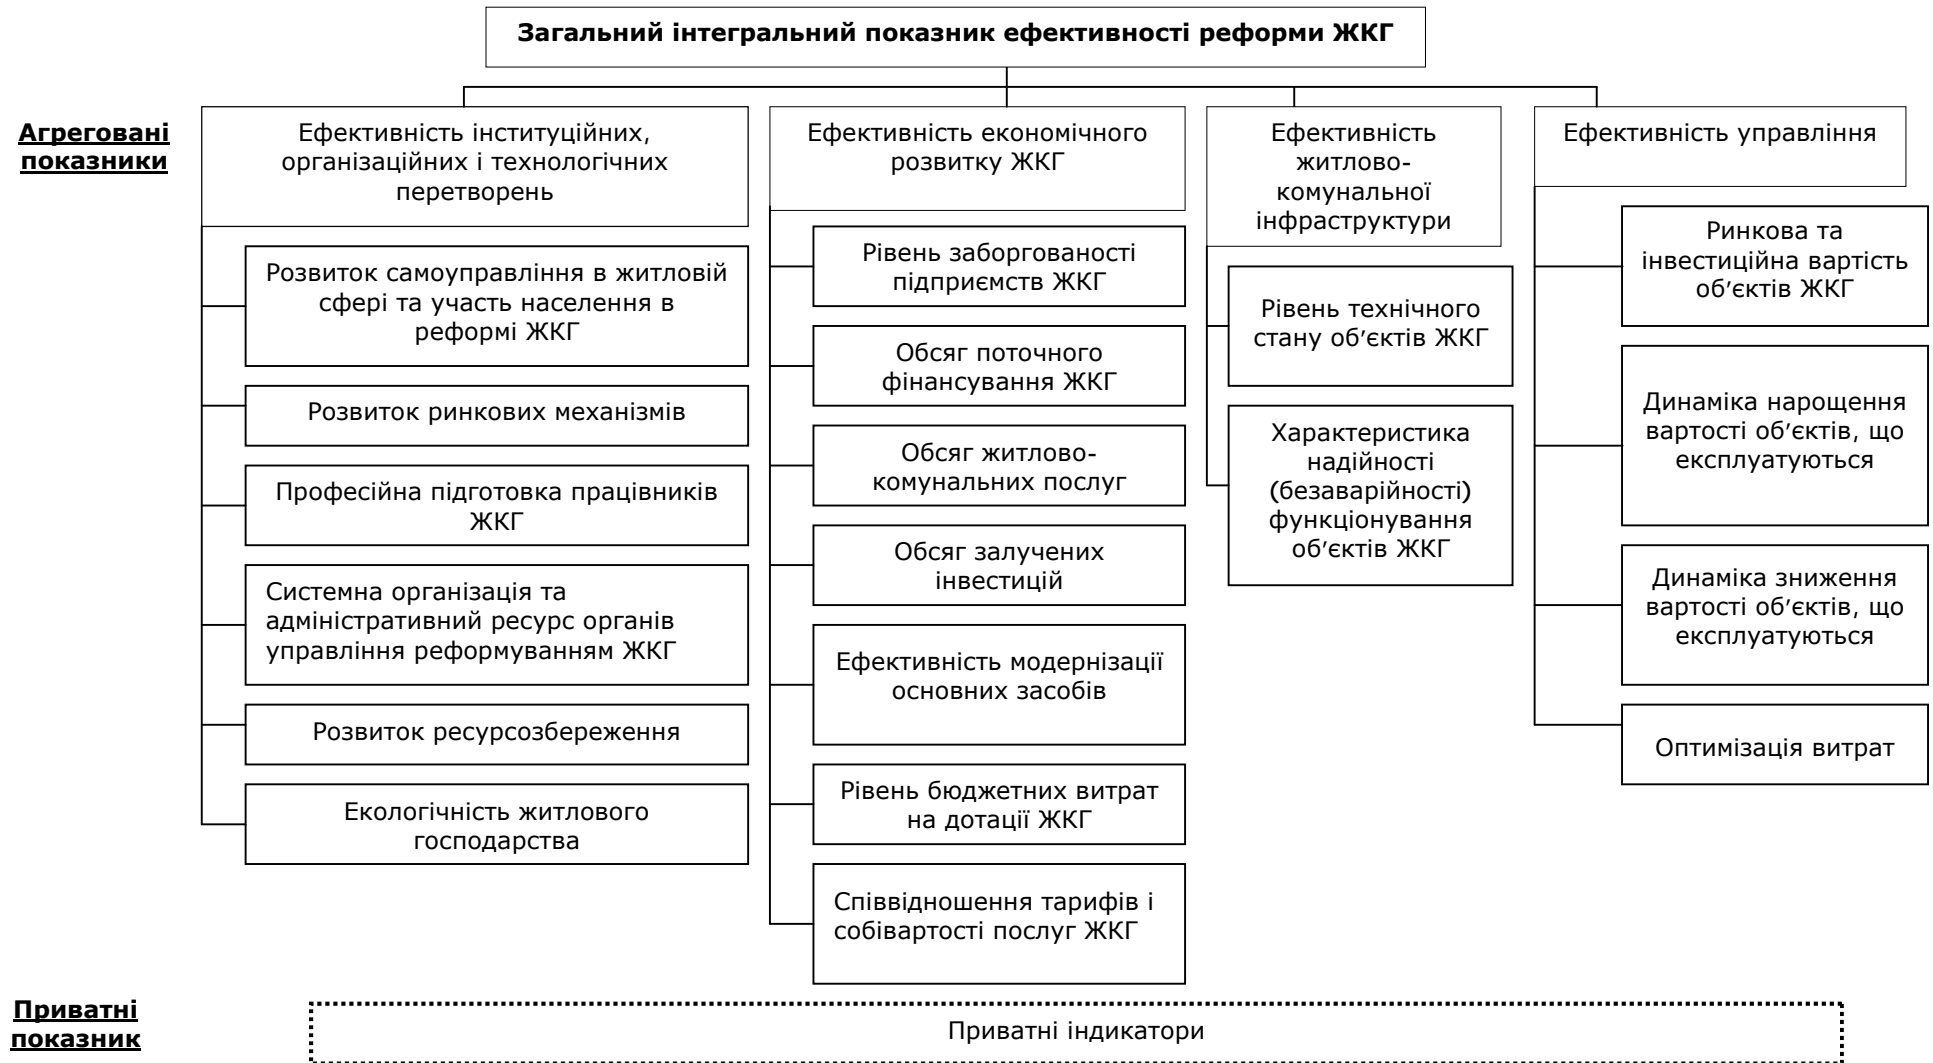 Загальний інтегральний показник ефективності реформи ЖКГ
Агреговані
показники
Ефективність інституційних,
організаційних і технологічних
перетворень
Розвиток самоуправління в житловій
сфері та участь населення в
реформі ЖКГ
Розвиток ринкових механізмів
Професійна підготовка працівників
ЖКГ
Системна організація та
адміністративний ресурс органів
управління реформуванням ЖКГ
Розвиток ресурсозбереження
Екологічність житлового
господарства
Ефективність економічного
розвитку ЖКГ
Рівень заборгованості
підприємств ЖКГ
Обсяг поточного
фінансування ЖКГ
Обсяг житлово-
комунальних послуг
Обсяг залучених
інвестицій
Ефективність модернізації
основних засобів
Рівень бюджетних витрат
на дотації ЖКГ
Співвідношення тарифів і
собівартості послуг ЖКГ
Ефективність
житлово-
комунальної
інфраструктури
Рівень технічного
стану об’єктів ЖКГ
Характеристика
надійності
(безаварійності)
функціонування
об’єктів ЖКГ
Ефективність управління
Ринкова та
інвестиційна вартість
об’єктів ЖКГ
Динаміка нарощення
вартості об’єктів, що
експлуатуються
Динаміка зниження
вартості об’єктів, що
експлуатуються
Оптимізація витрат
Приватні
показник
Приватні індикатори